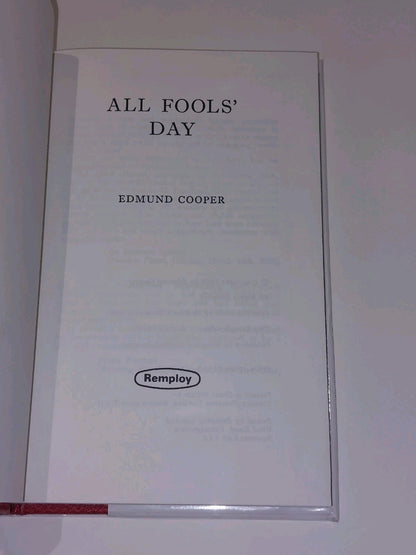 ALL FOOLS'
DAY
EDMUND COOPER
Remploy